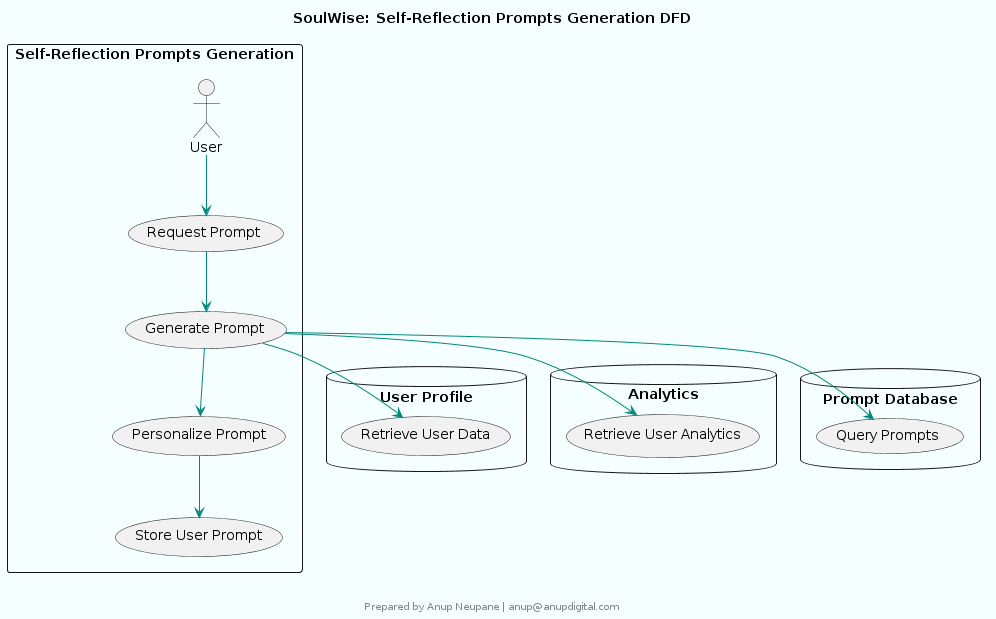 SoulWise: Self-Reflection Prompts Generation DFD
Self-Reflection Prompts Generation
User
Request Prompt
Generate Prompt
User Profile
Analytics
Prompt Database
Personalize Prompt
Retrieve User Data
Retrieve User Analytics
Query Prompts
Store User Prompt
Prepared by Anup Neupane | anup@anupdigital.com